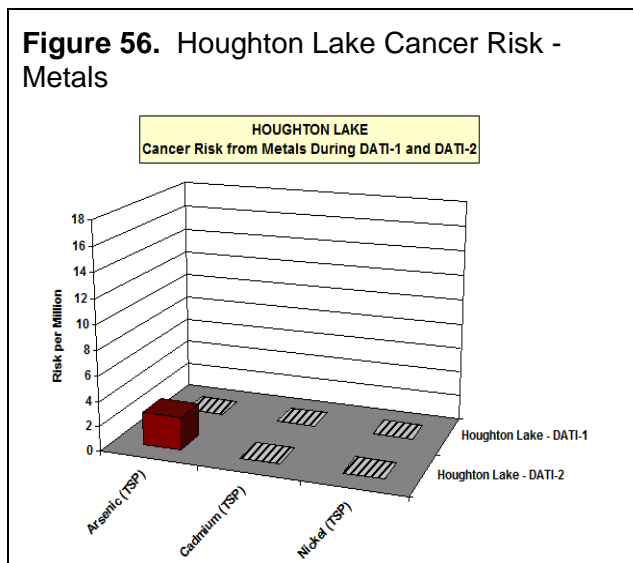 Figure 56.  Houghton Lake Cancer Risk -
Metals
HOUGHTON LAKE
Cancer Risk from Metals During DATI-1 and DATI-2
18
16
14
12
10
8
6
4
2
0
Risk per Million
Arsenic (TSP)
Cadmium (TSP)
Nickel (TSP)
Houghton Lake - DATI-1
Houghton Lake - DATI-2